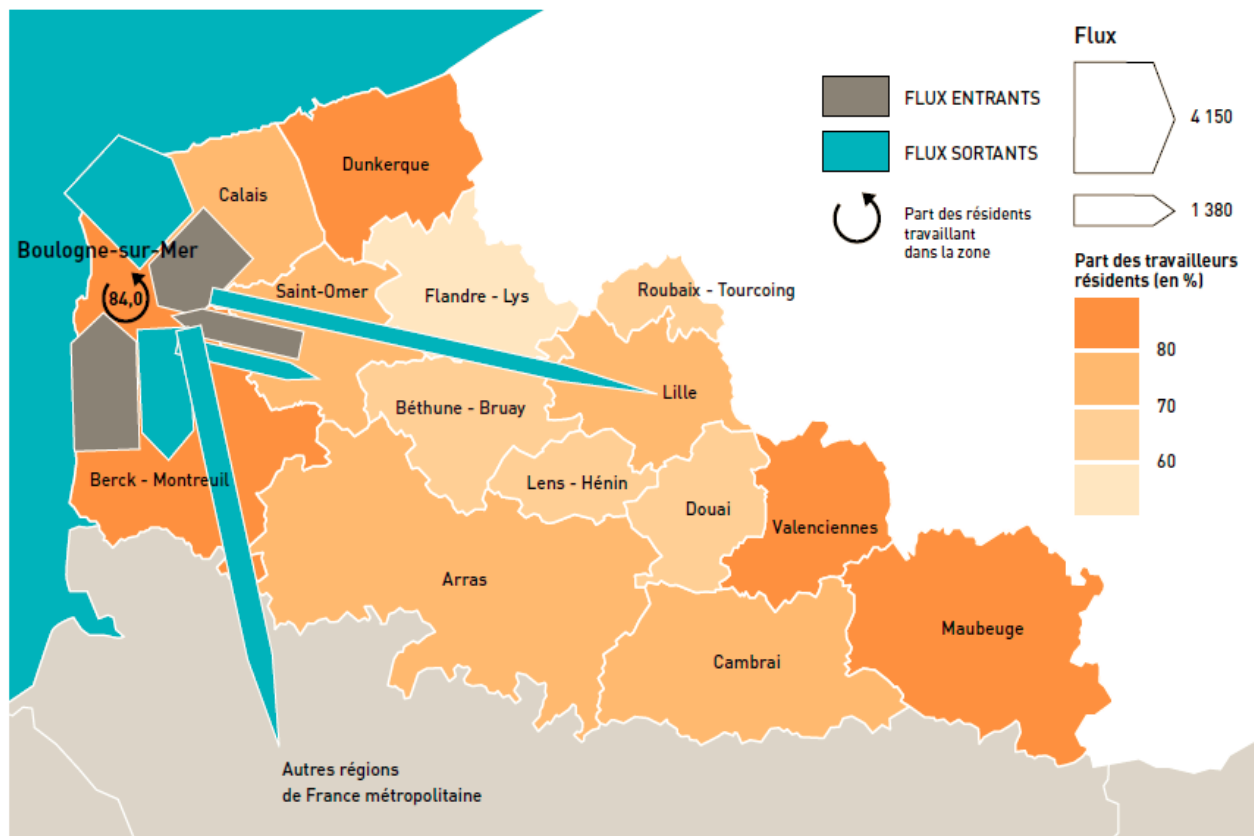 Flux
4 150
1 380
FLUX ENTRANTS
FLUX SORTANTS
Part des résidents
travaillant
dans la zone
Part des travailleurs
résidents (en %)
80
70
60
Dunkerque
Calais
Boulogne-sur-Mer
84,0
Saint-Omer
Flandre - Lys
Roubaix - Tourcoing
Lille
Béthune - Bruay
Berck - Montreuil
Lens - Hénin
Douai
Valenciennes
Arras
Cambrai
Maubeuge
Autres régions
de France métropolitaine